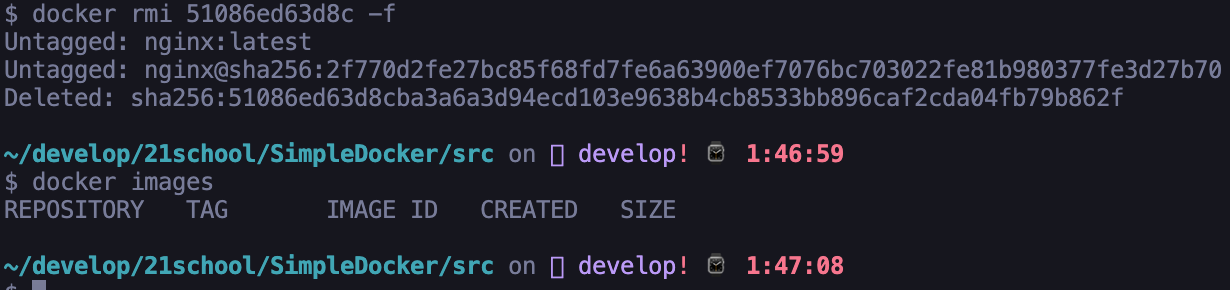 $ docker rmi 51086ed63d8c -f
Untagged: nginx:latest
Untagged: nginx@sha256:2f770d2fe27bc85f68fd7fe6a63900ef7076bc703022fe81b980377fe3d27b70
Deleted: sha256:51086ed63d8cba3a6a3d94ecd103e9638b4cb8533bb896caf2cda04fb79b862f
~/develop/21school/SimpleDocker/src on develop! 1:46:59
$ docker images
REPOSITORY TAG IMAGE ID CREATED SIZE
~/develop/21school/SimpleDocker/src on develop! 1:47:08
$